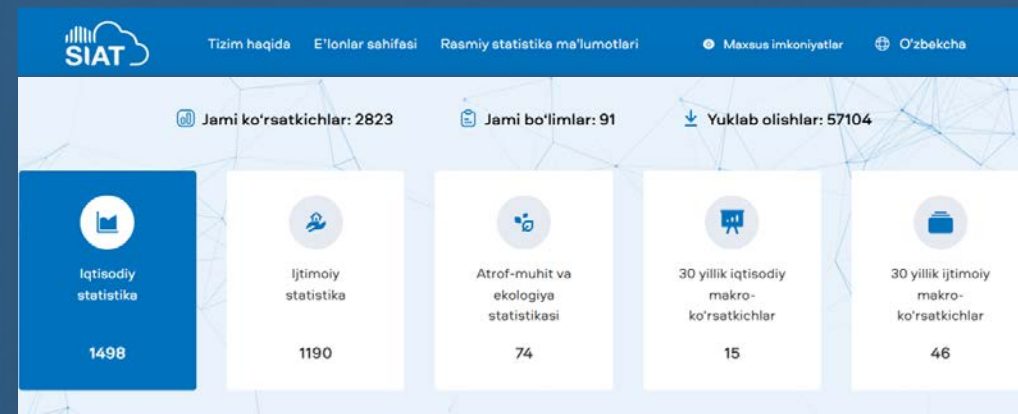 SIAT
Tizim haqida E'lonlar sahifasi Rasmiy statistika ma'lumotlari Maxsus imkoniyatlar O'zbekcha
Jami ko'rsatkichlar: 2823 Jami bo'limlar: 91 Yuklab olishlar: 57104
Iqtisodiy
statistika
1498
Ijtimoiy
statistika
1190
Atrof-muhit va
ekologiya
statistikasi
74
30 yillik iqtisodiy
makro-
ko'rsatkichlar
15
30 yillik ijtimoiy
makro-
ko'rsatkichlar
46